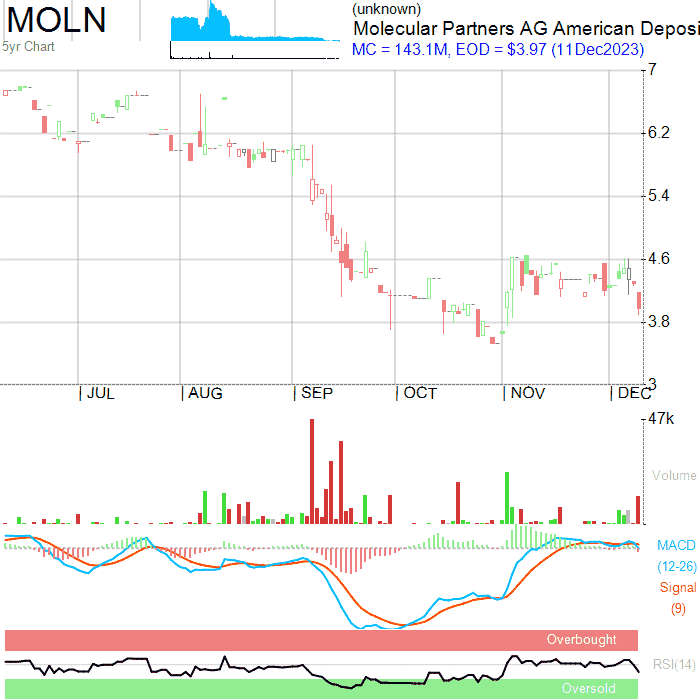 MOLN
5yr Chart
(unknown)
Molecular Partners AG American Deposi
MC = 143.1M, EOD = $3.97 (11Dec2023)
7
6.2
5.4
4.6
3.8
3
| JUL | AUG | SEP | OCT | NOV | DEC
47k
Volume
MACD
(12-26)
Signal
(9)
Overbought
RSI(14)
Oversold